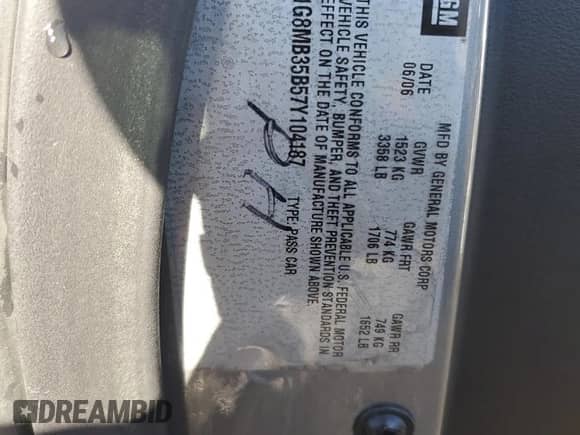 GM
MFD BY GENERAL MOTORS CORP
DATE GVWR GAWR FRT GAWR RR
06/06 1523 KG 774 KG 749 KG
3358 LB 1706 LB 1652 LB
THIS VEHICLE CONFORMS TO ALL APPLICABLE U.S. FEDERAL MOTOR
VEHICLE SAFETY, BUMPER, AND THEFT PREVENTION STANDARDS IN
EFFECT ON THE DATE OF MANUFACTURE SHOWN ABOVE.
1G8MB35B57Y104187 TYPE: PASS CAR
DREAMBID